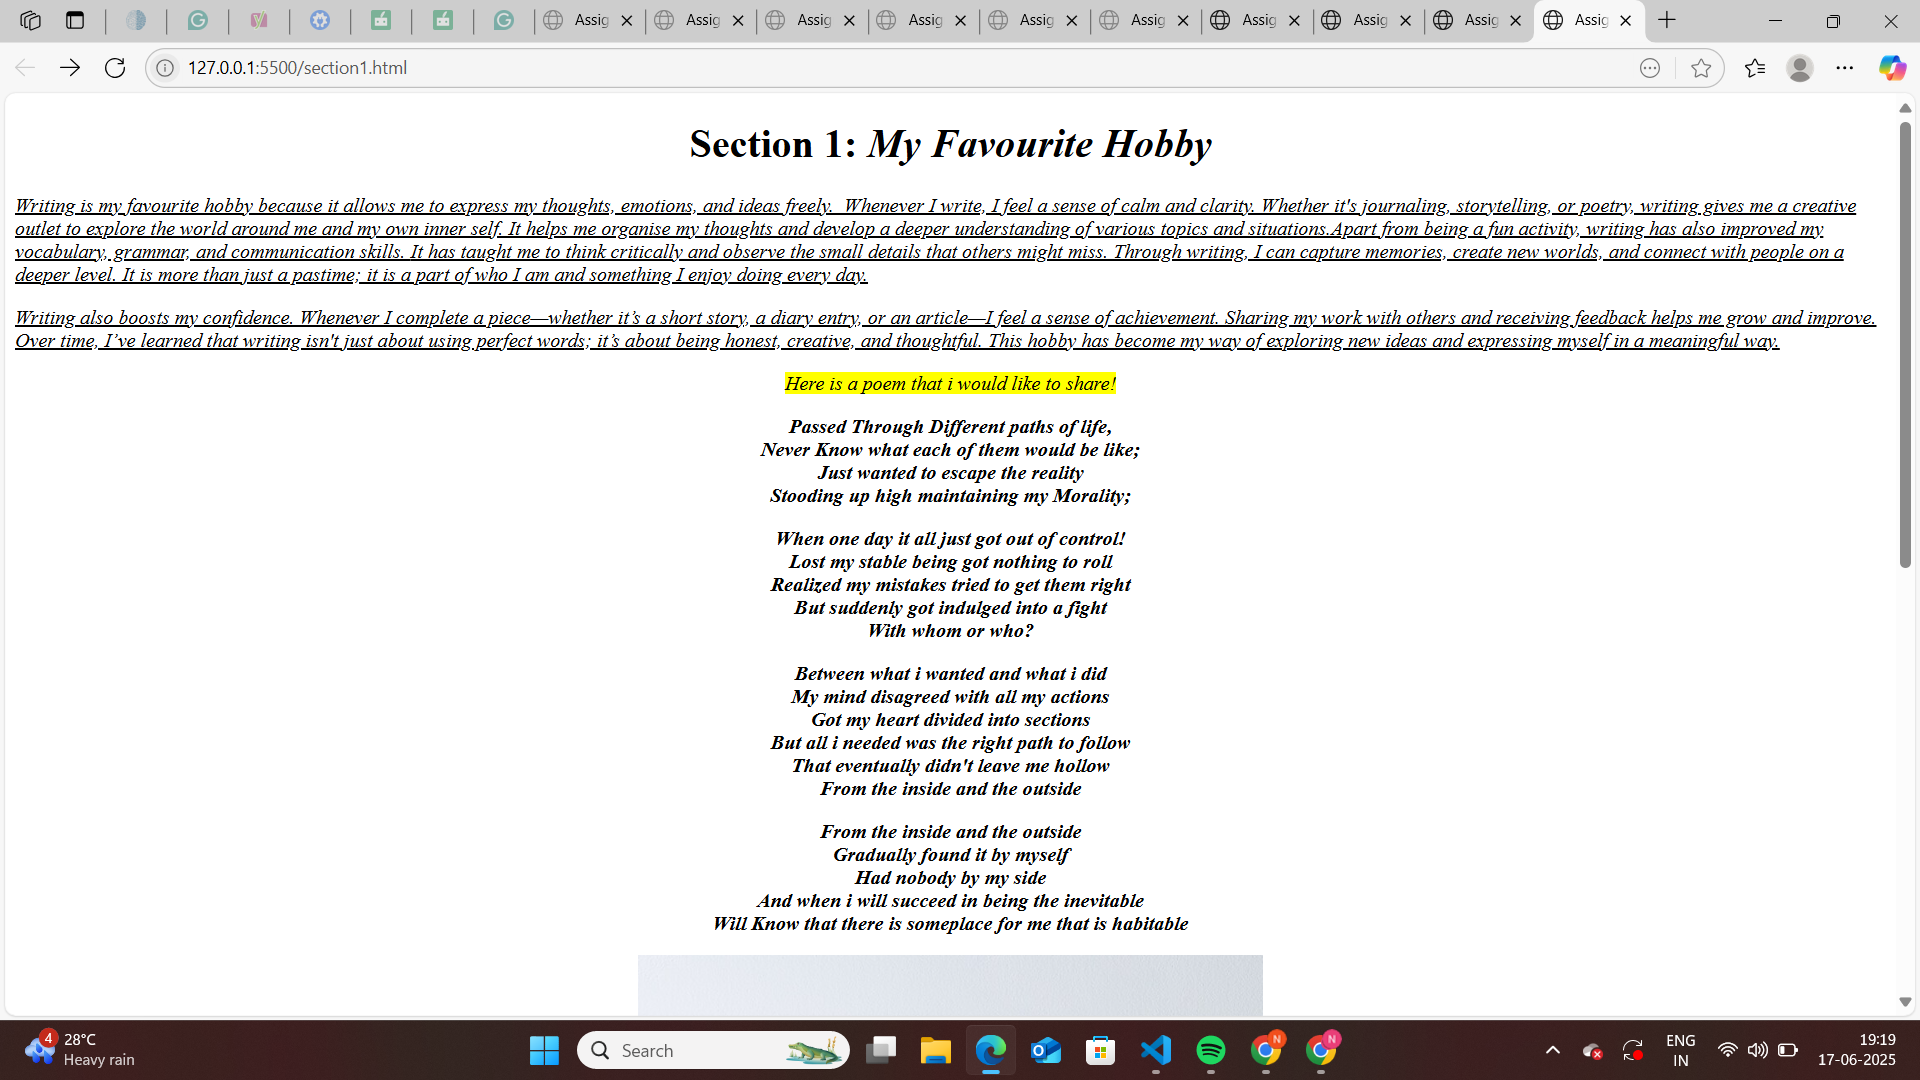 Assig
Assig
Assig
Assig
Assig
Assig
Assig
Assig
Assig
Assig
127.0.0.1:5500/section1.html
Section 1: My Favourite Hobby
Writing is my favourite hobby because it allows me to express my thoughts, emotions, and ideas freely.  Whenever I write, I feel a sense of calm and clarity. Whether it's journaling, storytelling, or poetry, writing gives me a creative
outlet to explore the world around me and my own inner self. It helps me organise my thoughts and develop a deeper understanding of various topics and situations.Apart from being a fun activity, writing has also improved my
vocabulary, grammar, and communication skills. It has taught me to think critically and observe the small details that others might miss. Through writing, I can capture memories, create new worlds, and connect with people on a
deeper level. It is more than just a pastime; it is a part of who I am and something I enjoy doing every day.
Writing also boosts my confidence. Whenever I complete a piece—whether it’s a short story, a diary entry, or an article—I feel a sense of achievement. Sharing my work with others and receiving feedback helps me grow and improve.
Over time, I’ve learned that writing isn't just about using perfect words; it’s about being honest, creative, and thoughtful. This hobby has become my way of exploring new ideas and expressing myself in a meaningful way.
Here is a poem that i would like to share!
Passed Through Different paths of life,
Never Know what each of them would be like;
Just wanted to escape the reality
Stooding up high maintaining my Morality;
When one day it all just got out of control!
Lost my stable being got nothing to roll
Realized my mistakes tried to get them right
But suddenly got indulged into a fight
With whom or who?
Between what i wanted and what i did
My mind disagreed with all my actions
Got my heart divided into sections
But all i needed was the right path to follow
That eventually didn't leave me hollow
From the inside and the outside
From the inside and the outside
Gradually found it by myself
Had nobody by my side
And when i will succeed in being the inevitable
Will Know that there is someplace for me that is habitable
4
28°C
Heavy rain
Search
N
N
ENG
IN
19:19
17-06-2025